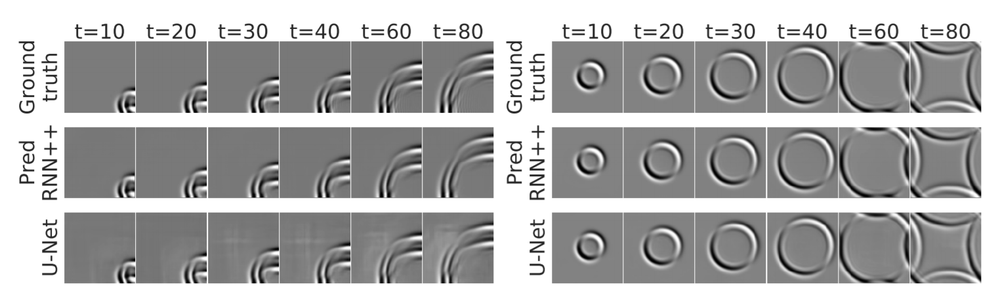 t=10 t=20 t=30 t=40 t=60 t=80
Ground
truth
Pred
RNN++
U-Net
t=10 t=20 t=30 t=40 t=60 t=80
Ground
truth
Pred
RNN++
U-Net